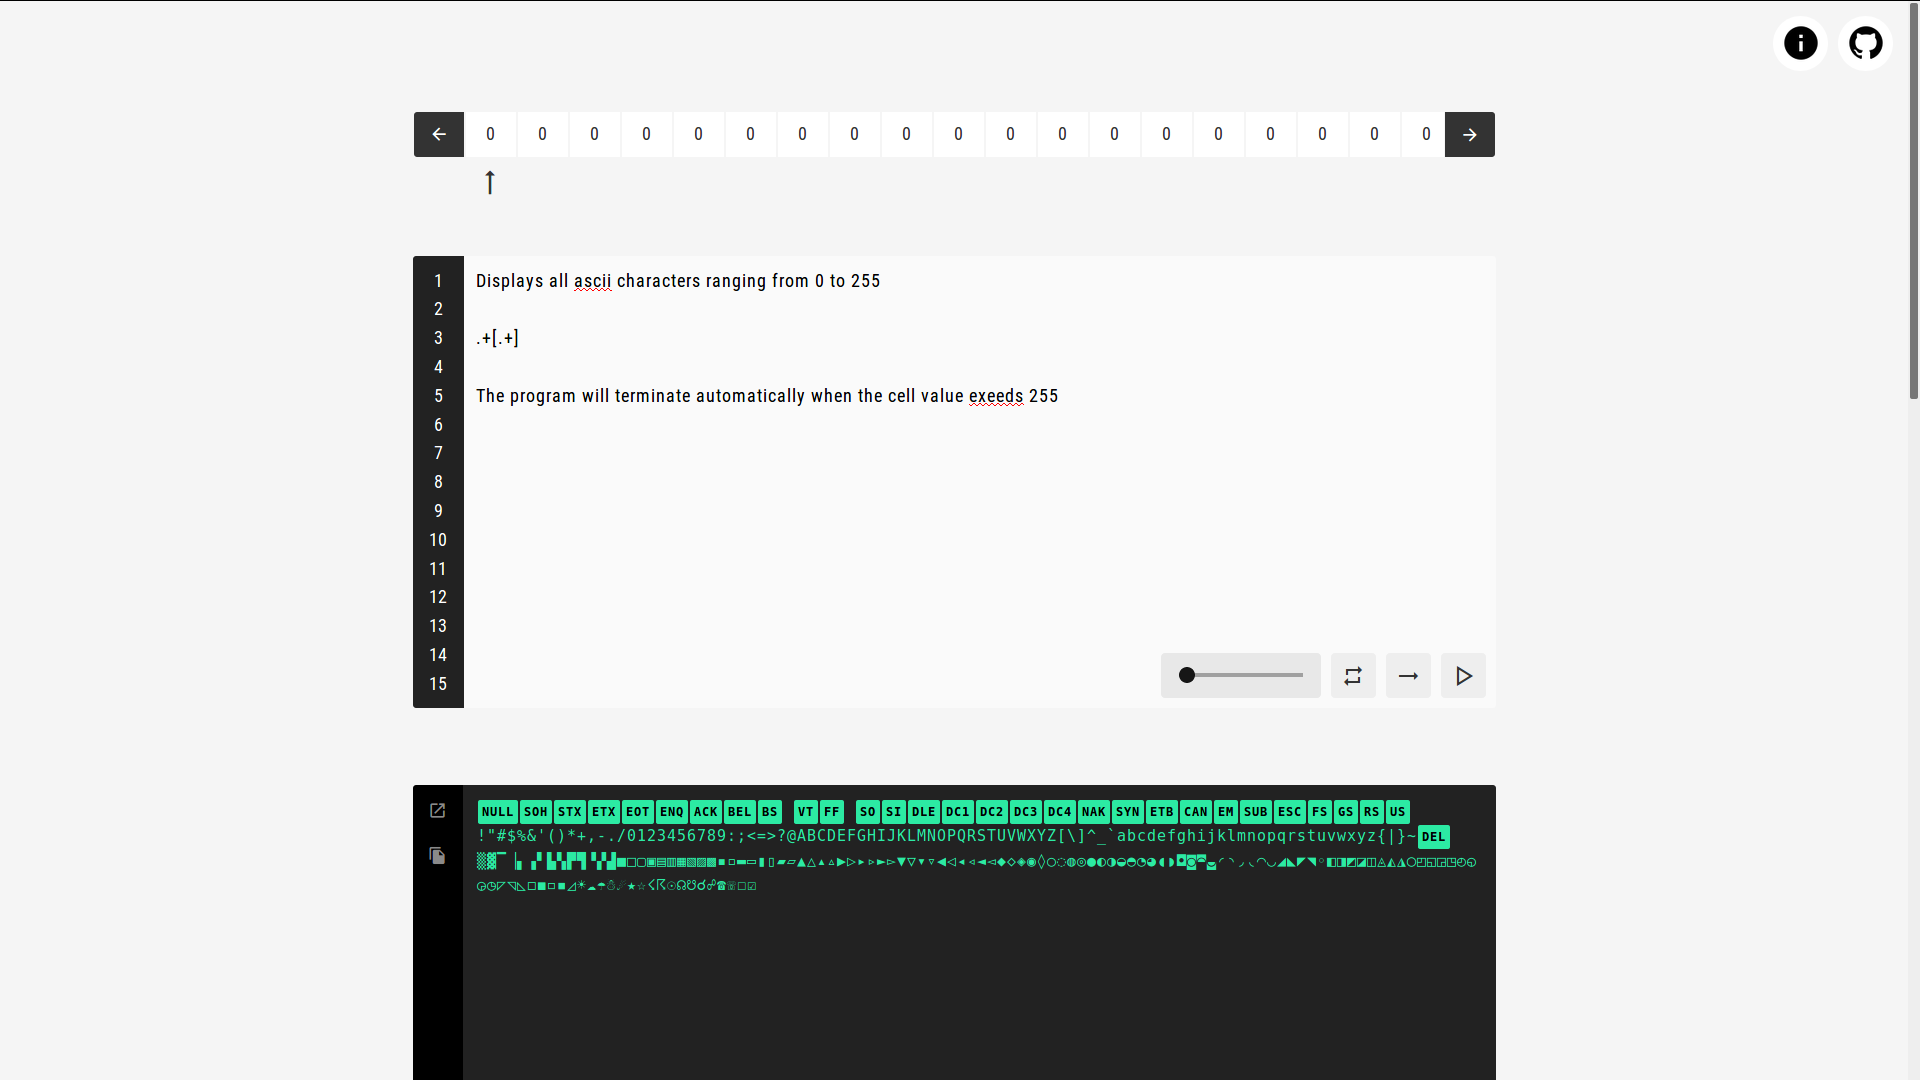 0 0 0 0 0 0 0 0 0 0 0 0 0 0 0 0 0 0 0
1 Displays all ascii characters ranging from 0 to 255
2
3 .+[.+]
4
5 The program will terminate automatically when the cell value exeeds 255
6
7
8
9
10
11
12
13
14
15
NULL SOH STX ETX EOT ENQ ACK BEL BS VT FF SO SI DLE DC1 DC2 DC3 DC4 NAK SYN ETB CAN EM SUB ESC FS GS RS US
!"#$%&'()*+,-./0123456789:;<=>?@ABCDEFGHIJKLMNOPQRSTUVWXYZ[\]^_`abcdefghijklmnopqrstuvwxyz{|}~ DEL